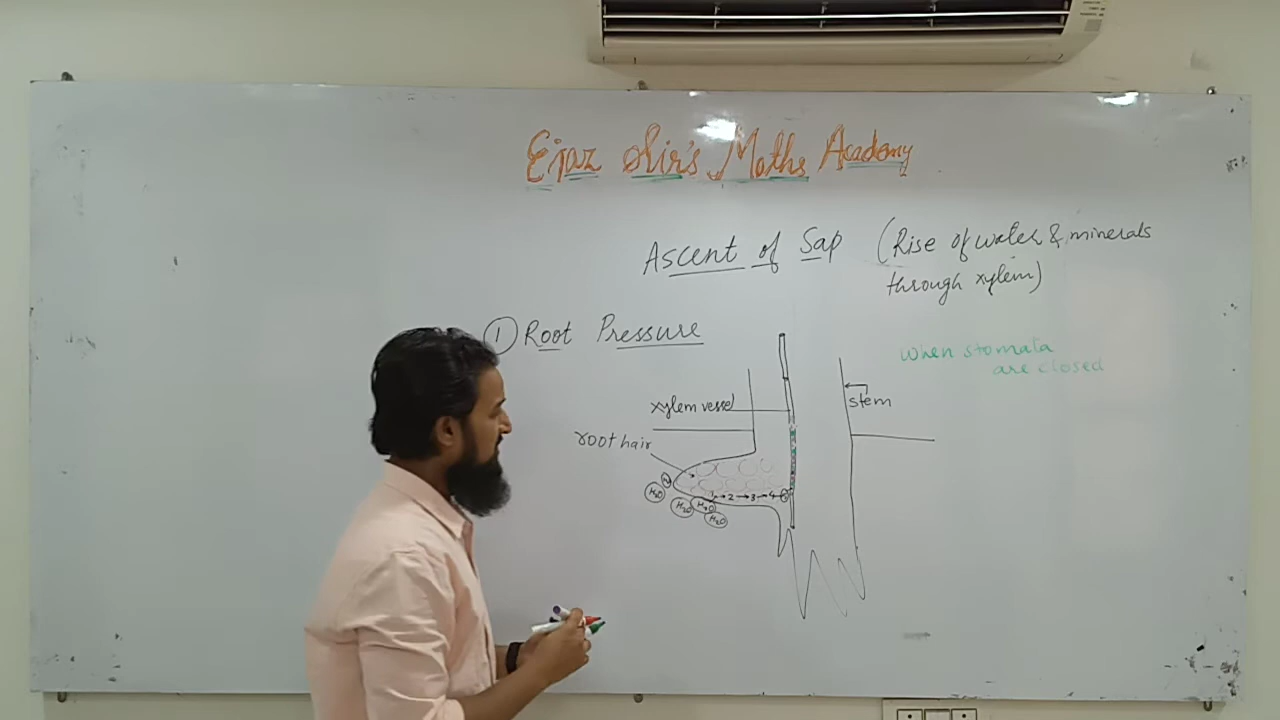 Ejaz Sir's Maths Academy
Ascent of Sap (Rise of water & minerals
through xylem)
① Root Pressure
when stomata
are closed
xylem vessel
stem
root hair
H₂O
H₂O H₂O
1→2→3→4→5
H₂O